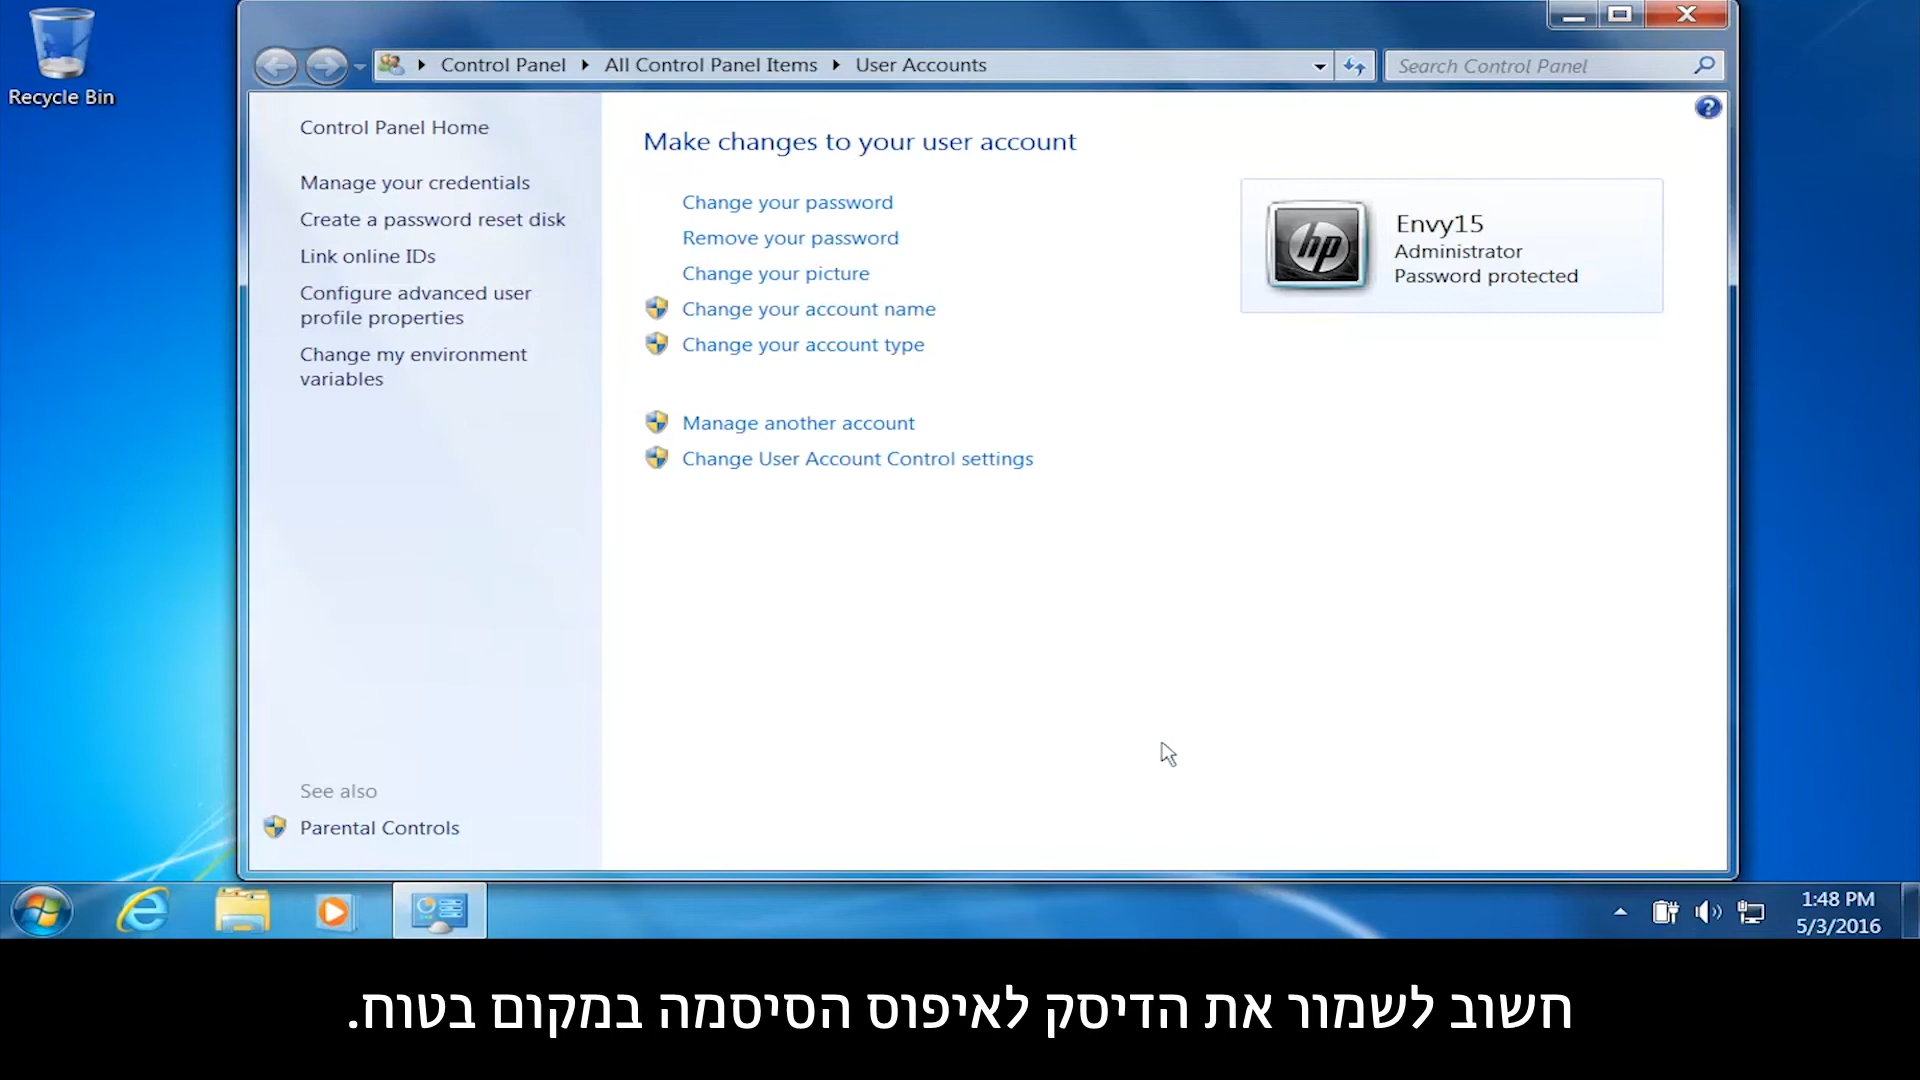 Recycle Bin
Control Panel
All Control Panel Items
User Accounts
Search Control Panel
Control Panel Home
Manage your credentials
Create a password reset disk
Link online IDs
Configure advanced user
profile properties
Change my environment
variables
See also
Parental Controls
Make changes to your user account
Change your password
Remove your password
Change your picture
Change your account name
Change your account type
Manage another account
Change User Account Control settings
hp
Envy15
Administrator
Password protected
1:48 PM
5/3/2016
חשוב לשמור את הדיסק לאיפוס הסיסמה במקום בטוח.